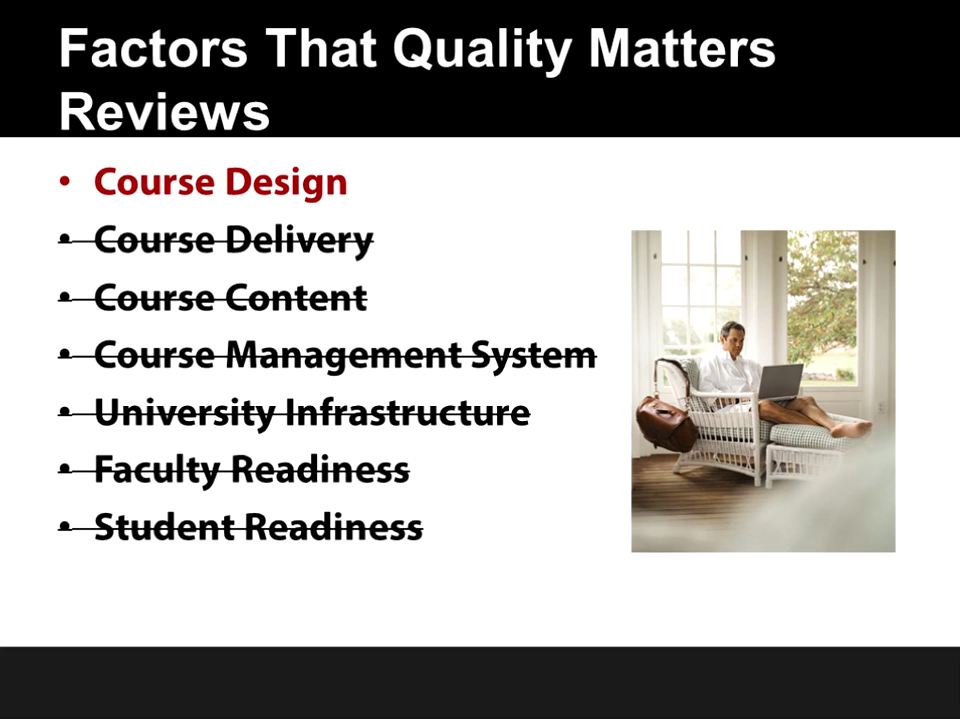 Factors That Quality Matters
Reviews
• Course Design
• Course Delivery
• Course Content
• Course Management System
• University Infrastructure
• Faculty Readiness
• Student Readiness